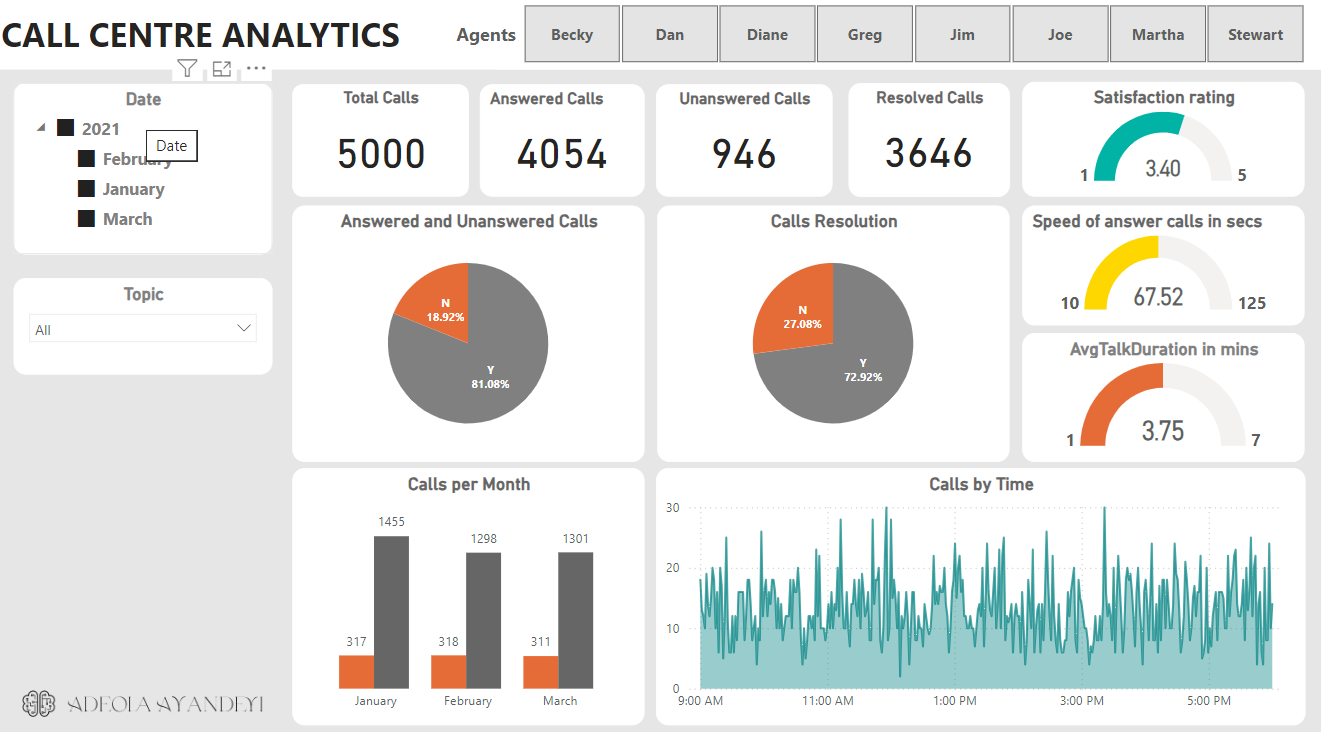 CALL CENTRE ANALYTICS
Agents
Becky
Dan
Diane
Greg
Jim
Joe
Martha
Stewart
Date
2021
Date
February
January
March
Topic
All
Total Calls
5000
Answered Calls
4054
Unanswered Calls
946
Resolved Calls
3646
Satisfaction rating
1
3.40
5
Answered and Unanswered Calls
N
18.92%
Y
81.08%
Calls Resolution
N
27.08%
Y
72.92%
Speed of answer calls in secs
10
67.52
125
AvgTalkDuration in mins
1
3.75
7
Calls per Month
1455
1298
1301
317
318
311
January
February
March
Calls by Time
30
20
10
0
9:00 AM
11:00 AM
1:00 PM
3:00 PM
5:00 PM
ADEOLA AYANDEYI